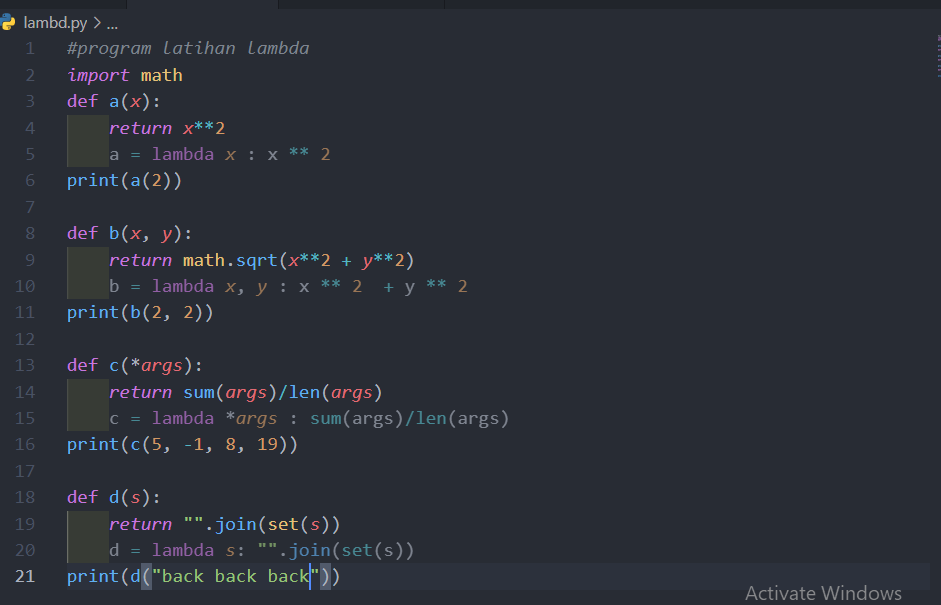 lambd.py > ...
1 #program latihan lambda
2 import math
3 def a(x):
4     return x**2
5     a = lambda x : x ** 2
6 print(a(2))
7
8 def b(x, y):
9     return math.sqrt(x**2 + y**2)
10     b = lambda x, y : x ** 2  + y ** 2
11 print(b(2, 2))
12
13 def c(*args):
14     return sum(args)/len(args)
15     c = lambda *args : sum(args)/len(args)
16 print(c(5, -1, 8, 19))
17
18 def d(s):
19     return "".join(set(s))
20     d = lambda s: "".join(set(s))
21 print(d("back back back"))
Activate Windows